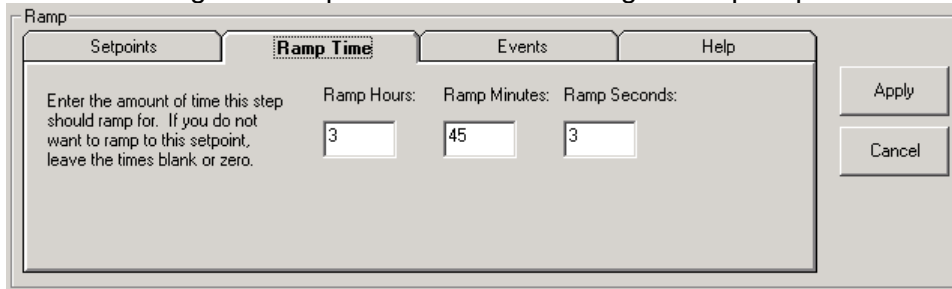 Ramp
Setpoints Ramp Time Events Help
Enter the amount of time this step
should ramp for. If you do not
want to ramp to this setpoint,
leave the times blank or zero.
Ramp Hours: Ramp Minutes: Ramp Seconds:
3 45 3
Apply
Cancel